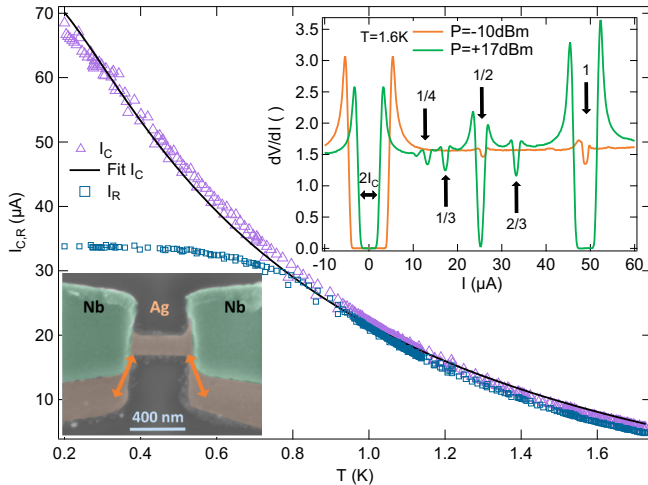 70
60
50
40
30
20
10
I_C,R (µA)
0.2
0.4
0.6
0.8
1.0
1.2
1.4
1.6
T (K)
I_C
Fit I_C
I_R
Nb
Ag
Nb
400 nm
3.5
3.0
2.5
2.0
1.5
1.0
0.5
0.0
dV/dI ( )
-10
0
10
20
30
40
50
60
I (µA)
T=1.6K
P=-10dBm
P=+17dBm
2I_C
1/4
1/3
1/2
2/3
1